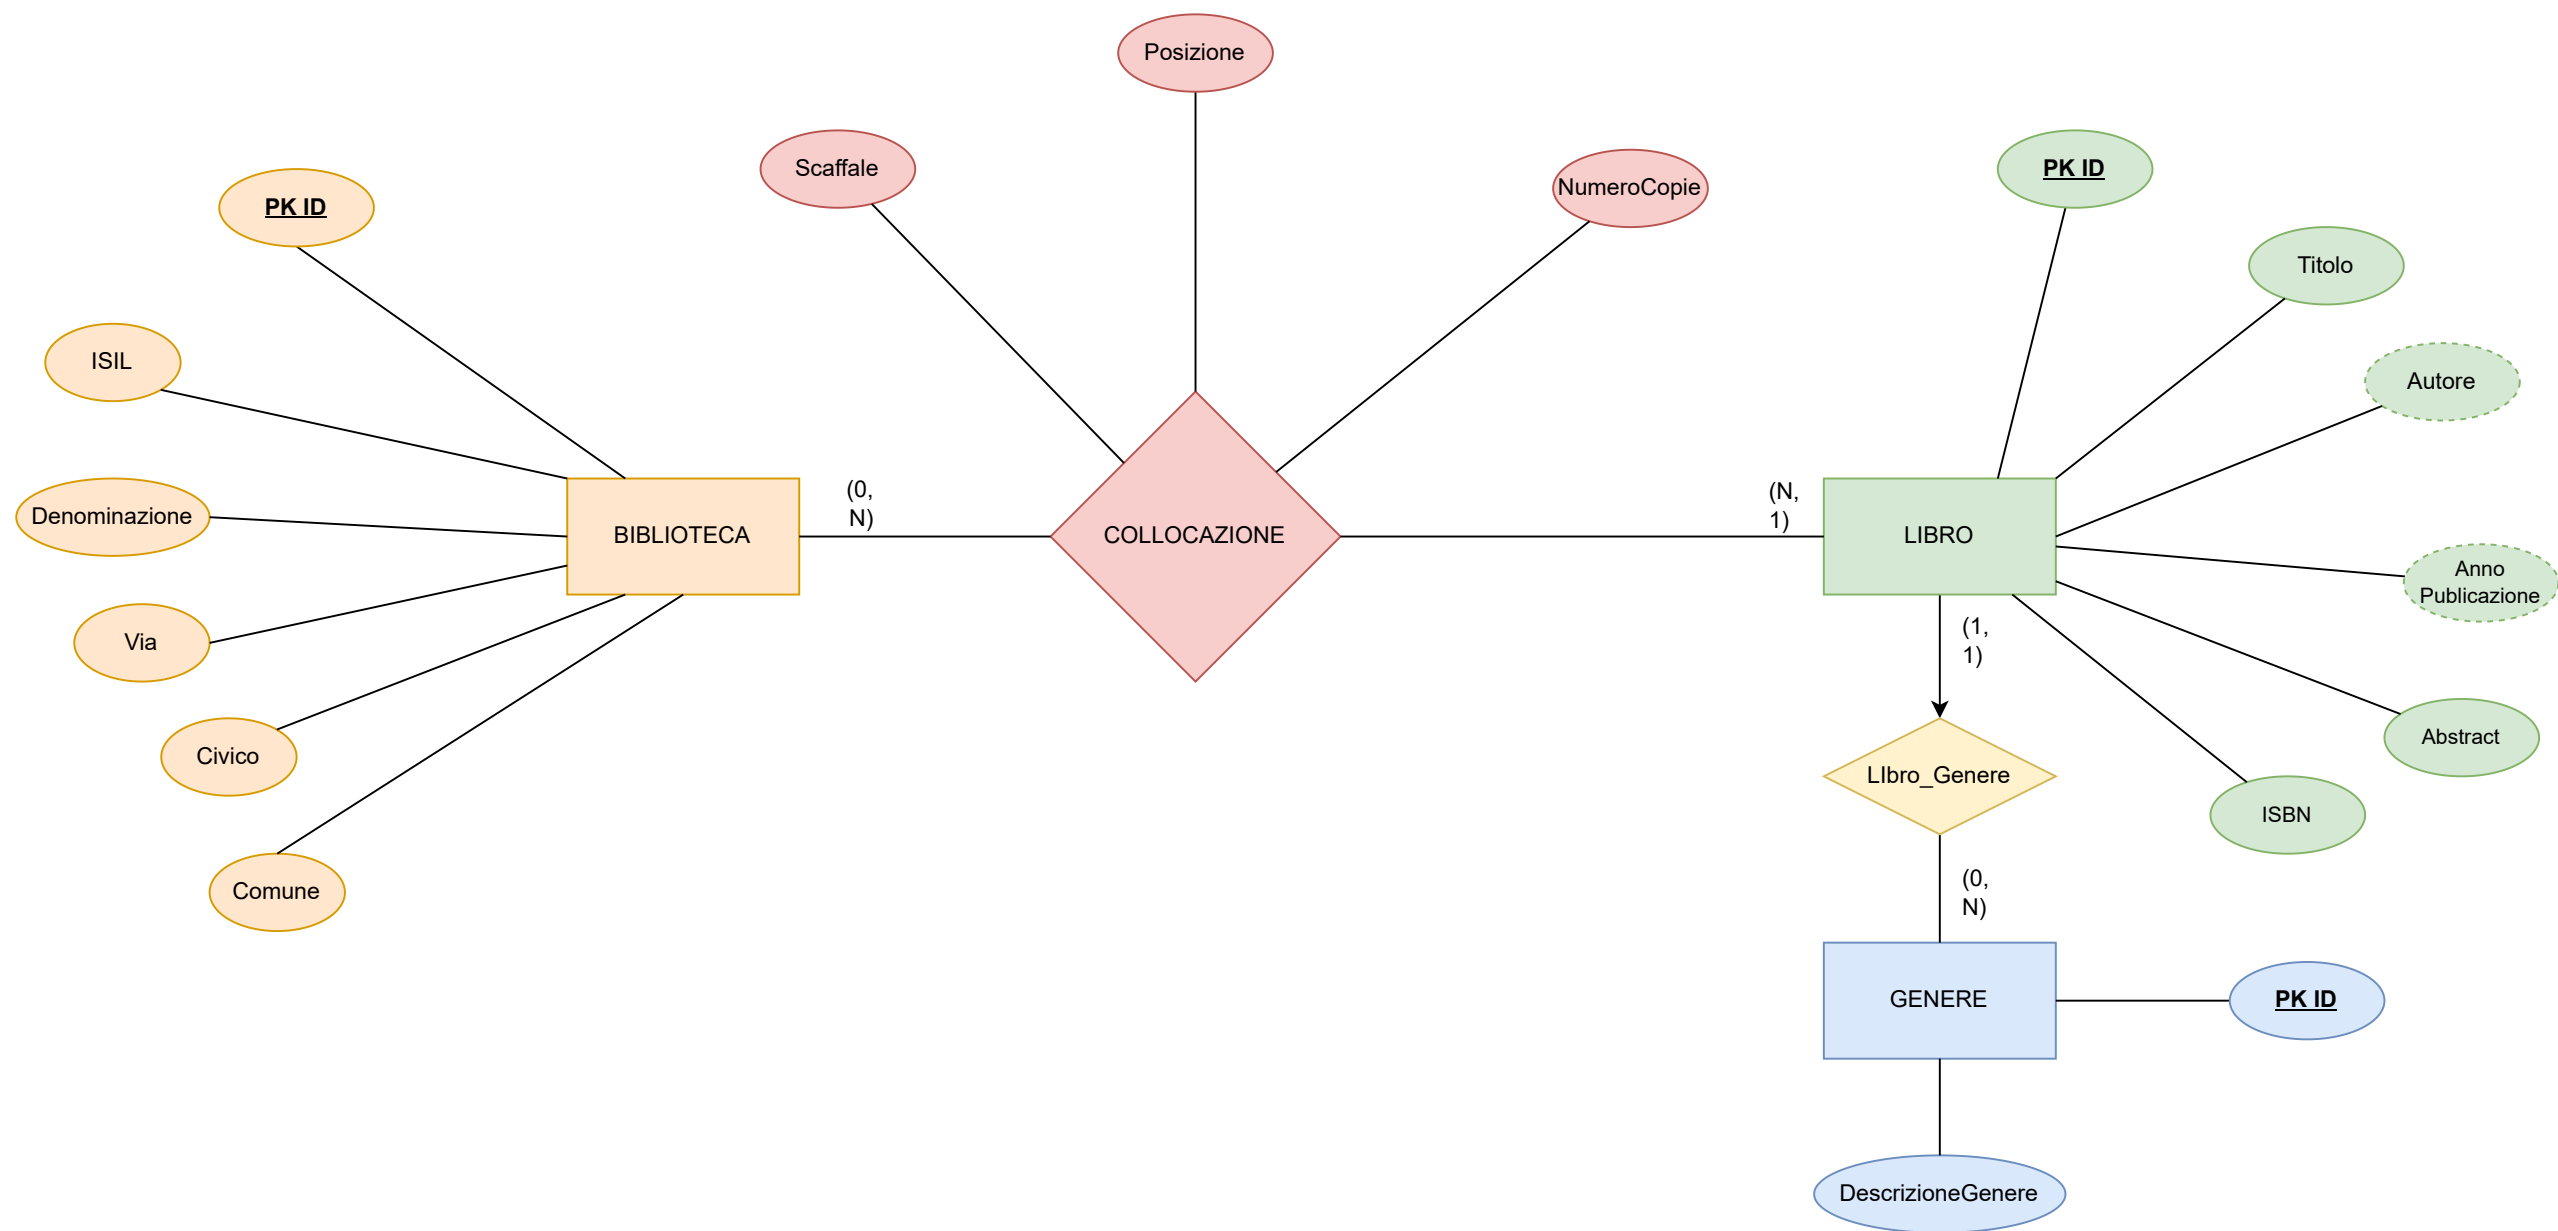 Posizione
Scaffale
PK ID
NumeroCopie
PK ID
Titolo
ISIL
Autore
(0,
N)
(N,
1)
Denominazione
BIBLIOTECA
COLLOCAZIONE
LIBRO
Anno
Publicazione
Via
(1,
1)
Civico
LIbro_Genere
Abstract
ISBN
Comune
(0,
N)
GENERE
PK ID
DescrizioneGenere